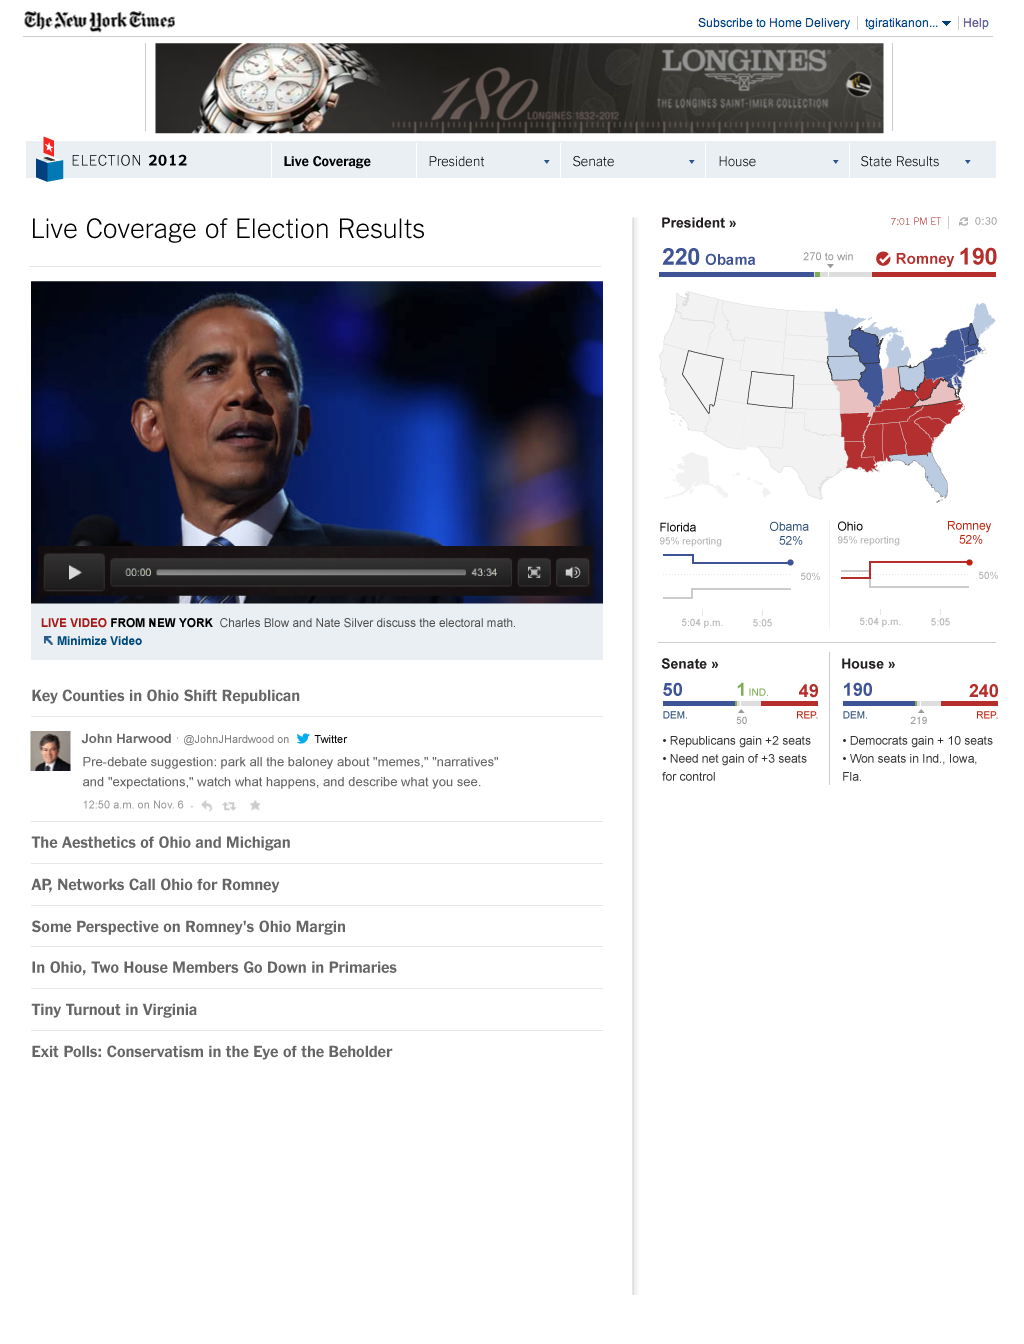 The New York Times
Subscribe to Home Delivery
tgiratikanon...
Help
LONGINES
180
LONGINES 1832-2012
THE LONGINES SAINT-IMIER COLLECTION
ELECTION 2012
Live Coverage
President
Senate
House
State Results
Live Coverage of Election Results
00:00
43:34
LIVE VIDEO FROM NEW YORK Charles Blow and Nate Silver discuss the electoral math.
Minimize Video
Key Counties in Ohio Shift Republican
John Harwood · @JohnJHardwood on Twitter
Pre-debate suggestion: park all the baloney about "memes," "narratives"
and "expectations," watch what happens, and describe what you see.
12:50 a.m. on Nov. 6
The Aesthetics of Ohio and Michigan
AP, Networks Call Ohio for Romney
Some Perspective on Romney's Ohio Margin
In Ohio, Two House Members Go Down in Primaries
Tiny Turnout in Virginia
Exit Polls: Conservatism in the Eye of the Beholder
President »
7:01 PM ET
0:30
220 Obama
270 to win
Romney 190
Florida
95% reporting
Obama
52%
50%
5:04 p.m.
5:05
Ohio
95% reporting
Romney
52%
50%
5:04 p.m.
5:05
Senate »
50
1 IND.
49
DEM.
50
REP.
• Republicans gain +2 seats
• Need net gain of +3 seats
for control
House »
190
240
DEM.
219
REP.
• Democrats gain + 10 seats
• Won seats in Ind., Iowa,
Fla.